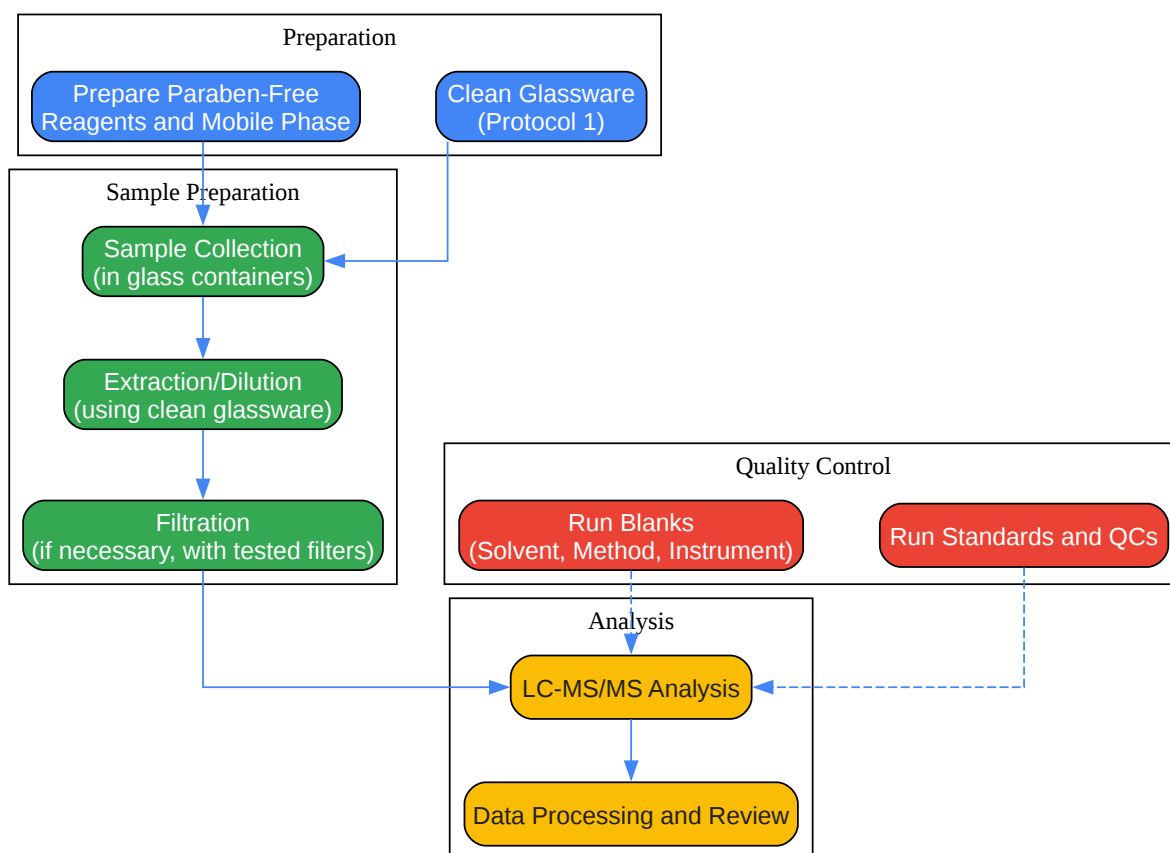 Preparation
Prepare Paraben-Free
Reagents and Mobile Phase
Clean Glassware
(Protocol 1)
Sample Preparation
Sample Collection
(in glass containers)
Extraction/Dilution
(using clean glassware)
Filtration
(if necessary, with tested filters)
Quality Control
Run Blanks
(Solvent, Method, Instrument)
Run Standards and QCs
Analysis
LC-MS/MS Analysis
Data Processing and Review